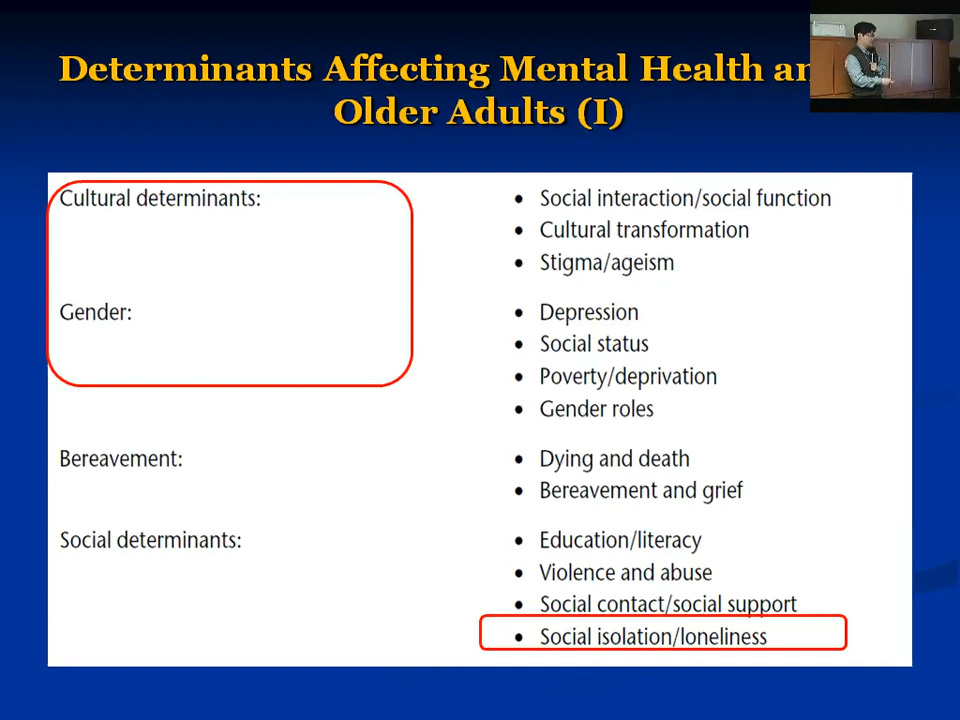 Determinants Affecting Mental Health
Older Adults (I)
Cultural determinants:
• Social interaction/social function
• Cultural transformation
• Stigma/ageism
Gender:
• Depression
• Social status
• Poverty/deprivation
• Gender roles
Bereavement:
• Dying and death
• Bereavement and grief
Social determinants:
• Education/literacy
• Violence and abuse
• Social contact/social support
• Social isolation/loneliness